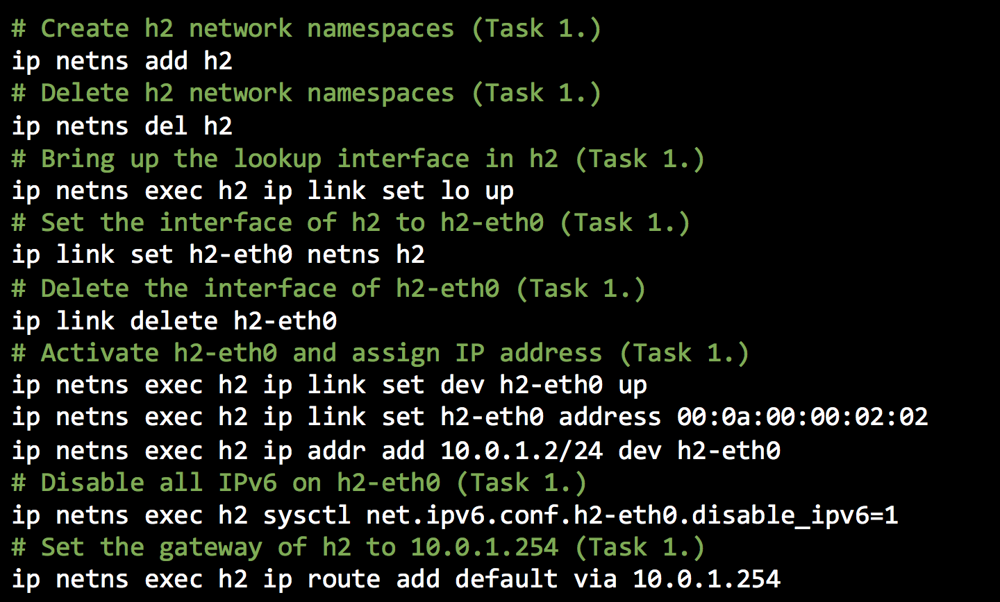 # Create h2 network namespaces (Task 1.)
ip netns add h2
# Delete h2 network namespaces (Task 1.)
ip netns del h2
# Bring up the lookup interface in h2 (Task 1.)
ip netns exec h2 ip link set lo up
# Set the interface of h2 to h2-eth0 (Task 1.)
ip link set h2-eth0 netns h2
# Delete the interface of h2-eth0 (Task 1.)
ip link delete h2-eth0
# Activate h2-eth0 and assign IP address (Task 1.)
ip netns exec h2 ip link set dev h2-eth0 up
ip netns exec h2 ip link set h2-eth0 address 00:0a:00:00:02:02
ip netns exec h2 ip addr add 10.0.1.2/24 dev h2-eth0
# Disable all IPv6 on h2-eth0 (Task 1.)
ip netns exec h2 sysctl net.ipv6.conf.h2-eth0.disable_ipv6=1
# Set the gateway of h2 to 10.0.1.254 (Task 1.)
ip netns exec h2 ip route add default via 10.0.1.254